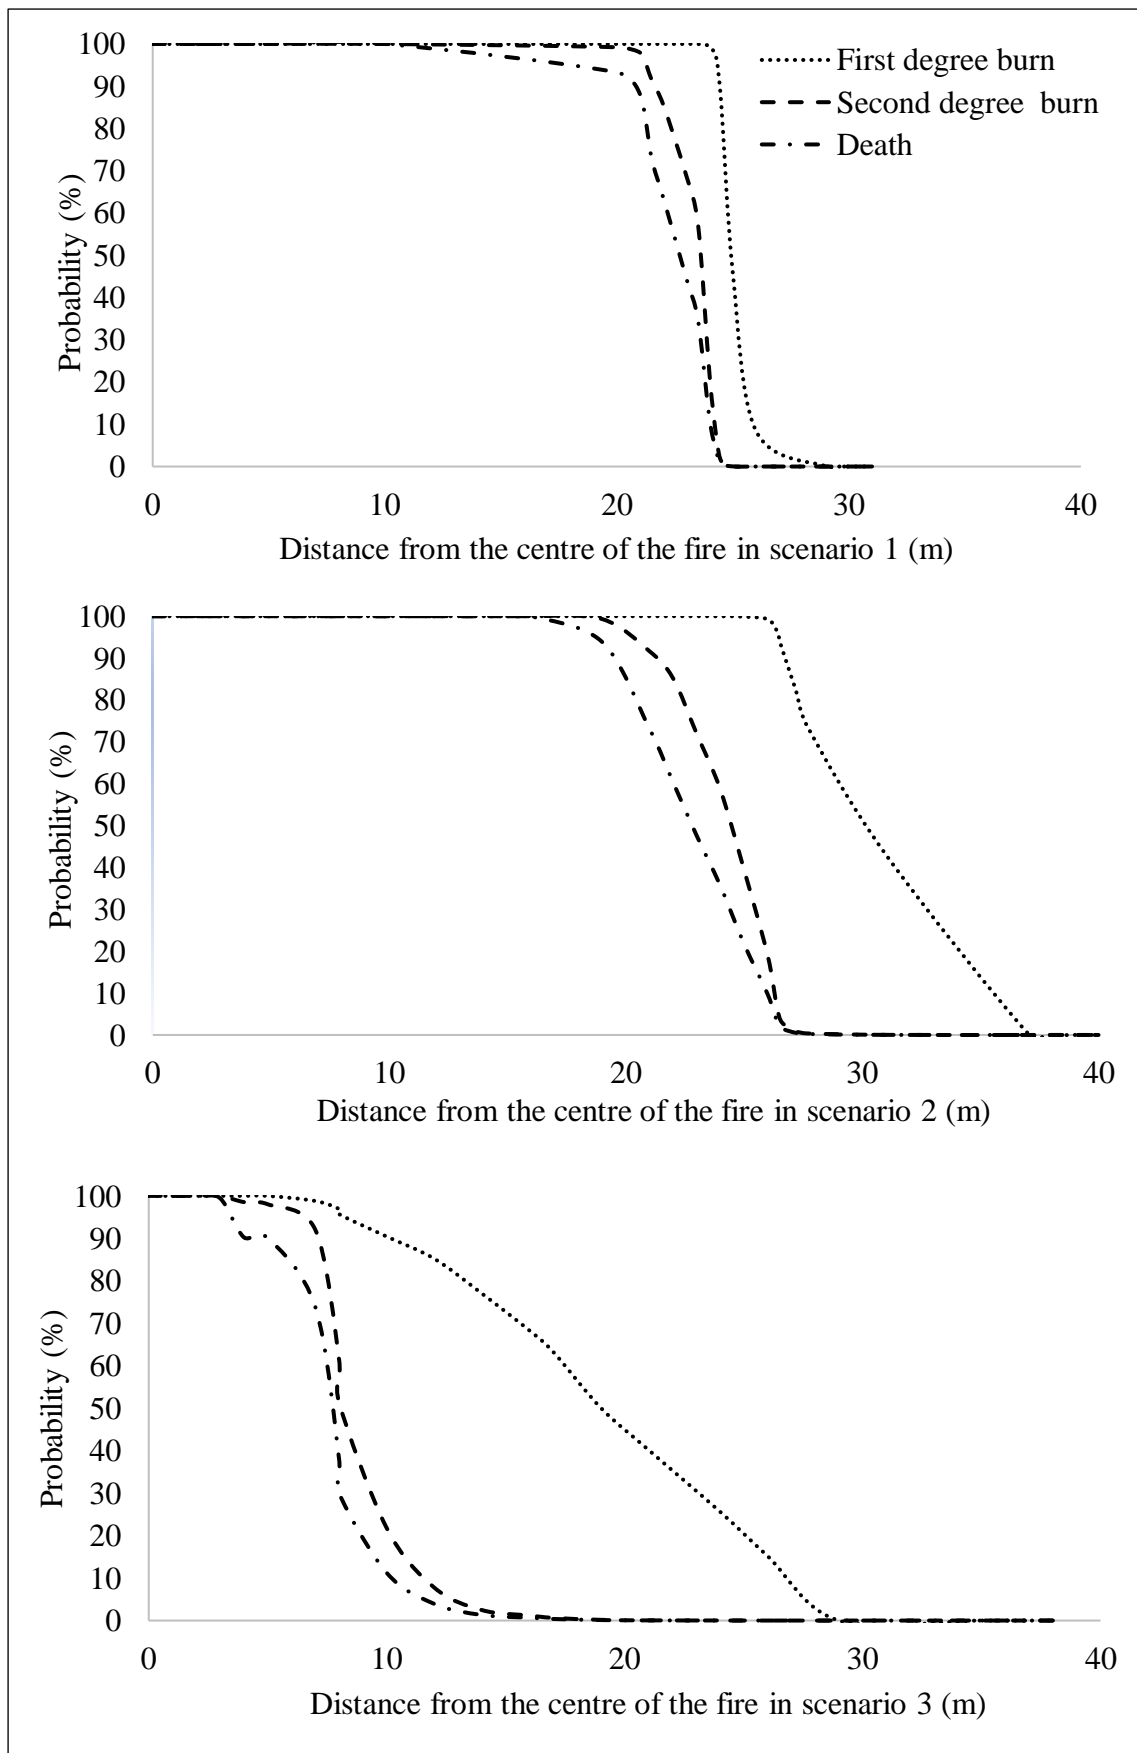 100
90
80
70
60
50
40
30
20
10
0
Probability (%)
First degree burn
Second degree burn
Death
0 10 20 30 40
Distance from the centre of the fire in scenario 1 (m)
100
90
80
70
60
50
40
30
20
10
0
Probability (%)
0 10 20 30 40
Distance from the centre of the fire in scenario 2 (m)
100
90
80
70
60
50
40
30
20
10
0
Probability (%)
0 10 20 30 40
Distance from the centre of the fire in scenario 3 (m)